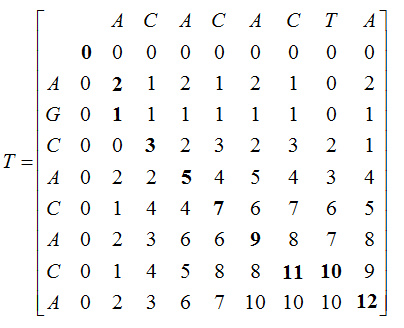 A C A C A C T A
0 0 0 0 0 0 0 0 0
A 0 2 1 2 1 2 1 0 2
G 0 1 1 1 1 1 1 0 1
T = C 0 0 3 2 3 2 3 2 1
A 0 2 2 5 4 5 4 3 4
C 0 1 4 4 7 6 7 6 5
A 0 2 3 6 6 9 8 7 8
C 0 1 4 5 8 8 11 10 9
A 0 2 3 6 7 10 10 10 12